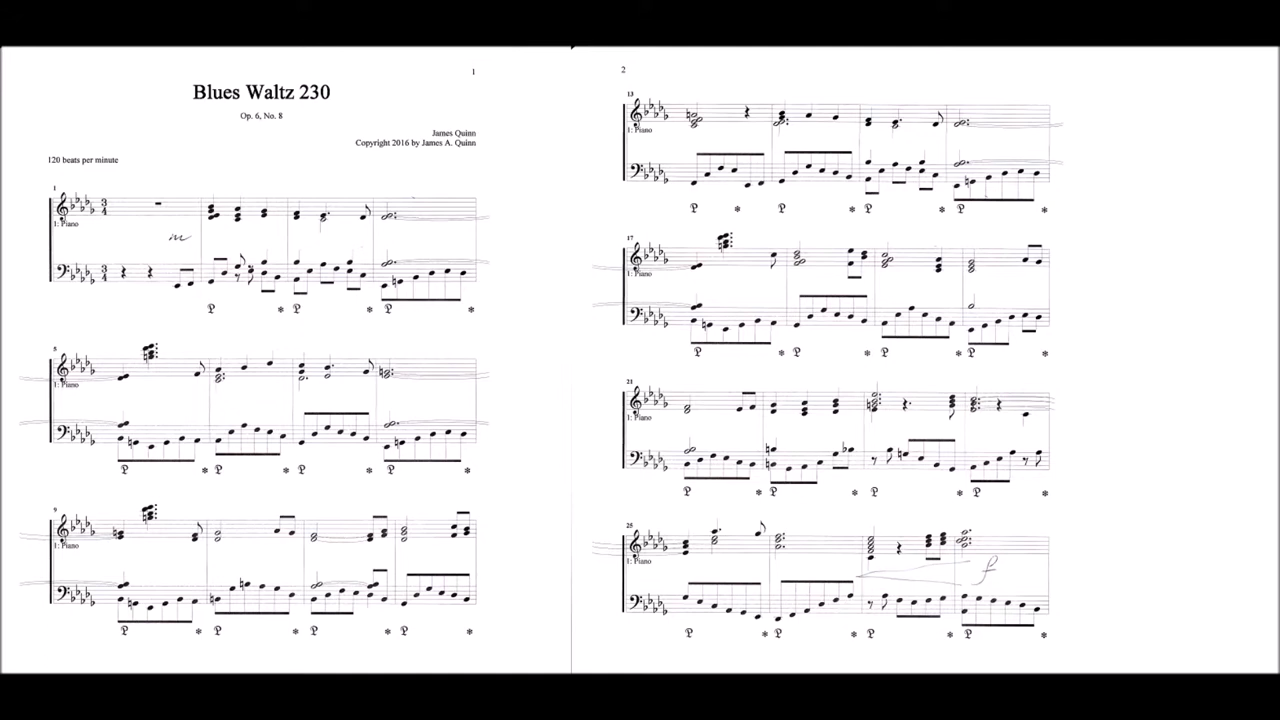 1
Blues Waltz 230
Op. 6, No. 8
James Quinn
Copyright 2016 by James A. Quinn
120 beats per minute
1
1: Piano
3
4
m
5
1: Piano
9
1: Piano
2
13
1: Piano
17
1: Piano
21
1: Piano
25
1: Piano
f